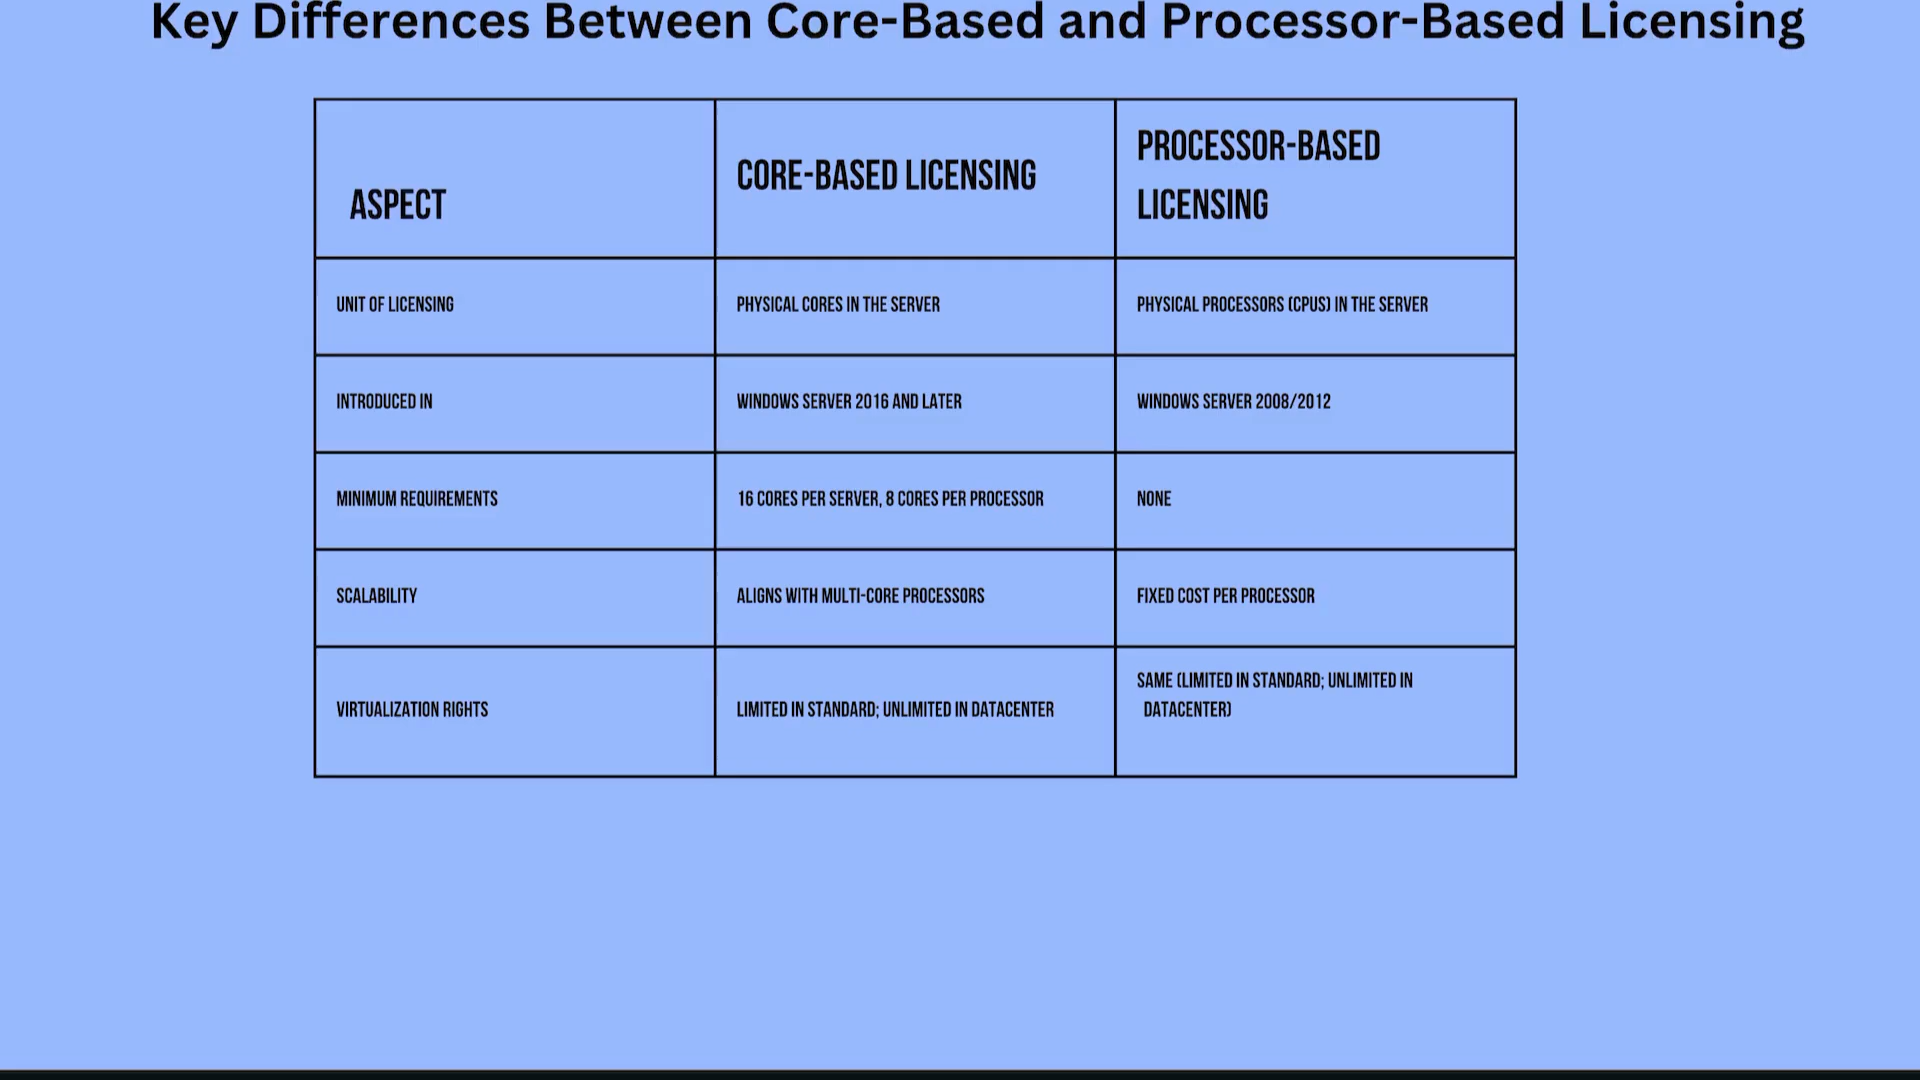 Key Differences Between Core-Based and Processor-Based Licensing
ASPECT
CORE-BASED LICENSING
PROCESSOR-BASED
LICENSING
UNIT OF LICENSING
PHYSICAL CORES IN THE SERVER
PHYSICAL PROCESSORS (CPUS) IN THE SERVER
INTRODUCED IN
WINDOWS SERVER 2016 AND LATER
WINDOWS SERVER 2008/2012
MINIMUM REQUIREMENTS
16 CORES PER SERVER, 8 CORES PER PROCESSOR
NONE
SCALABILITY
ALIGNS WITH MULTI-CORE PROCESSORS
FIXED COST PER PROCESSOR
VIRTUALIZATION RIGHTS
LIMITED IN STANDARD; UNLIMITED IN DATACENTER
SAME (LIMITED IN STANDARD; UNLIMITED IN
DATACENTER)